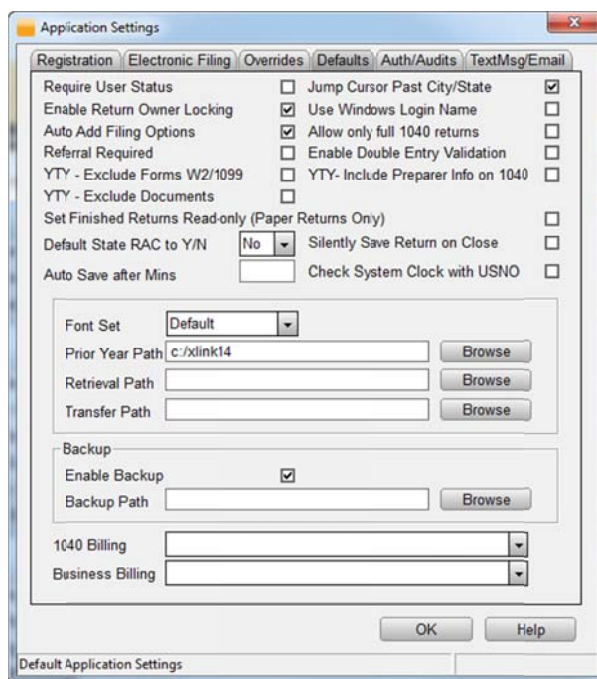 Application Settings
Registration Electronic Filing Overrides Defaults Auth/Audits TextMsg/Email
Require User Status Jump Cursor Past City/State
Enable Return Owner Locking Use Windows Login Name
Auto Add Filing Options Allow only full 1040 returns
Referral Required Enable Double Entry Validation
YTY - Exclude Forms W2/1099 YTY- Include Preparer Info on 1040
YTY - Exclude Documents
Set Finished Returns Read-only (Paper Returns Only)
Default State RAC to Y/N No Silently Save Return on Close
Auto Save after Mins Check System Clock with USNO
Font Set Default
Prior Year Path c:/xlink14 Browse
Retrieval Path Browse
Transfer Path Browse
Backup
Enable Backup
Backup Path Browse
1040 Billing
Business Billing
OK Help
Default Application Settings